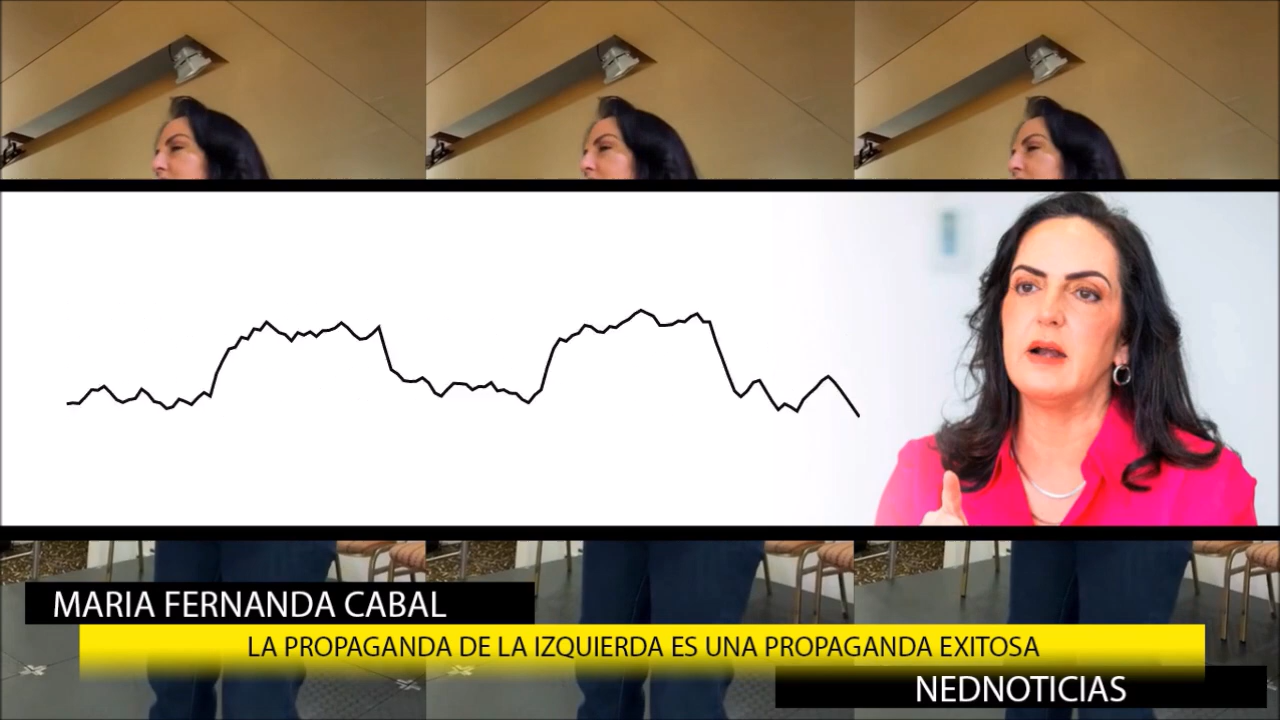 MARIA FERNANDA CABAL
LA PROPAGANDA DE LA IZQUIERDA ES UNA PROPAGANDA EXITOSA
NEDNOTICIAS